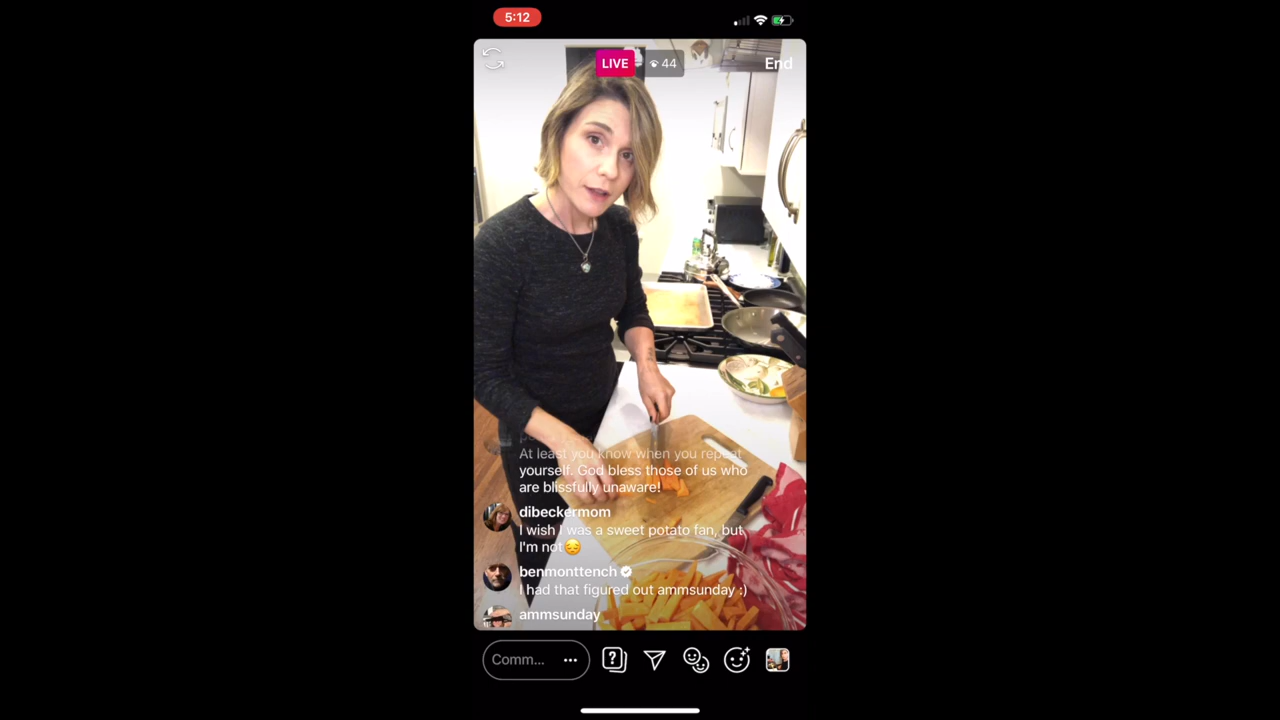 5:12
LIVE
44
End
At least you know when you repeat
yourself. God bless those of us who
are blissfully unaware!
dibeckermom
I wish I was a sweet potato fan, but
I'm not😔
benmonttench
I had that figured out ammsunday :)
ammsunday
Comm...